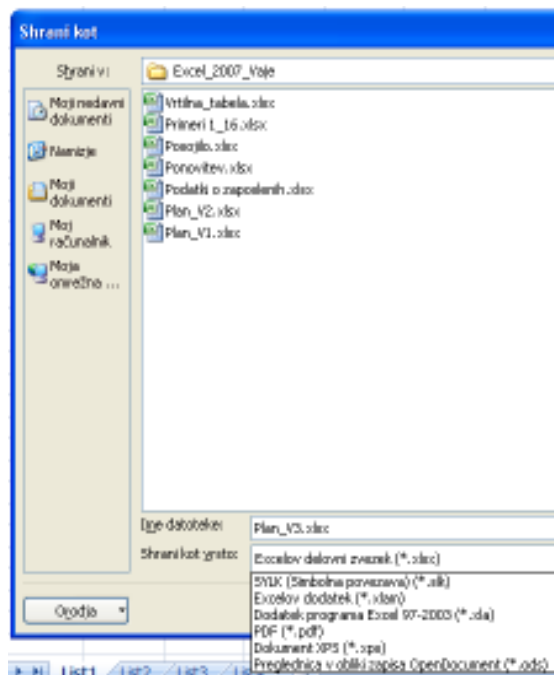 Shrani kot
Shrani v:
Excel_2007_Vaje
Moji nedavni
dokumenti
Namizje
Moji
dokumenti
Moj
računalnik
Moja
omrežna ...
Vrtilna_tabela.xlsx
Primeri 1_16.xlsx
Posojilo.xlsx
Ponovitev.xlsx
Podatki o zaposlenih.xlsx
Plan_V2.xlsx
Plan_V1.xlsx
Ime datoteke:
Plan_V3.xlsx
Shrani kot vrsto:
Excelov delovni zvezek (*.xlsx)
SYLK (Simbolna povezava) (*.slk)
Excelov dodatek (*.xlam)
Dodatek programa Excel 97-2003 (*.xla)
PDF (*.pdf)
Dokument XPS (*.xps)
Preglednica v obliki zapisa OpenDocument (*.ods)
Orodja
List1 List2 List3